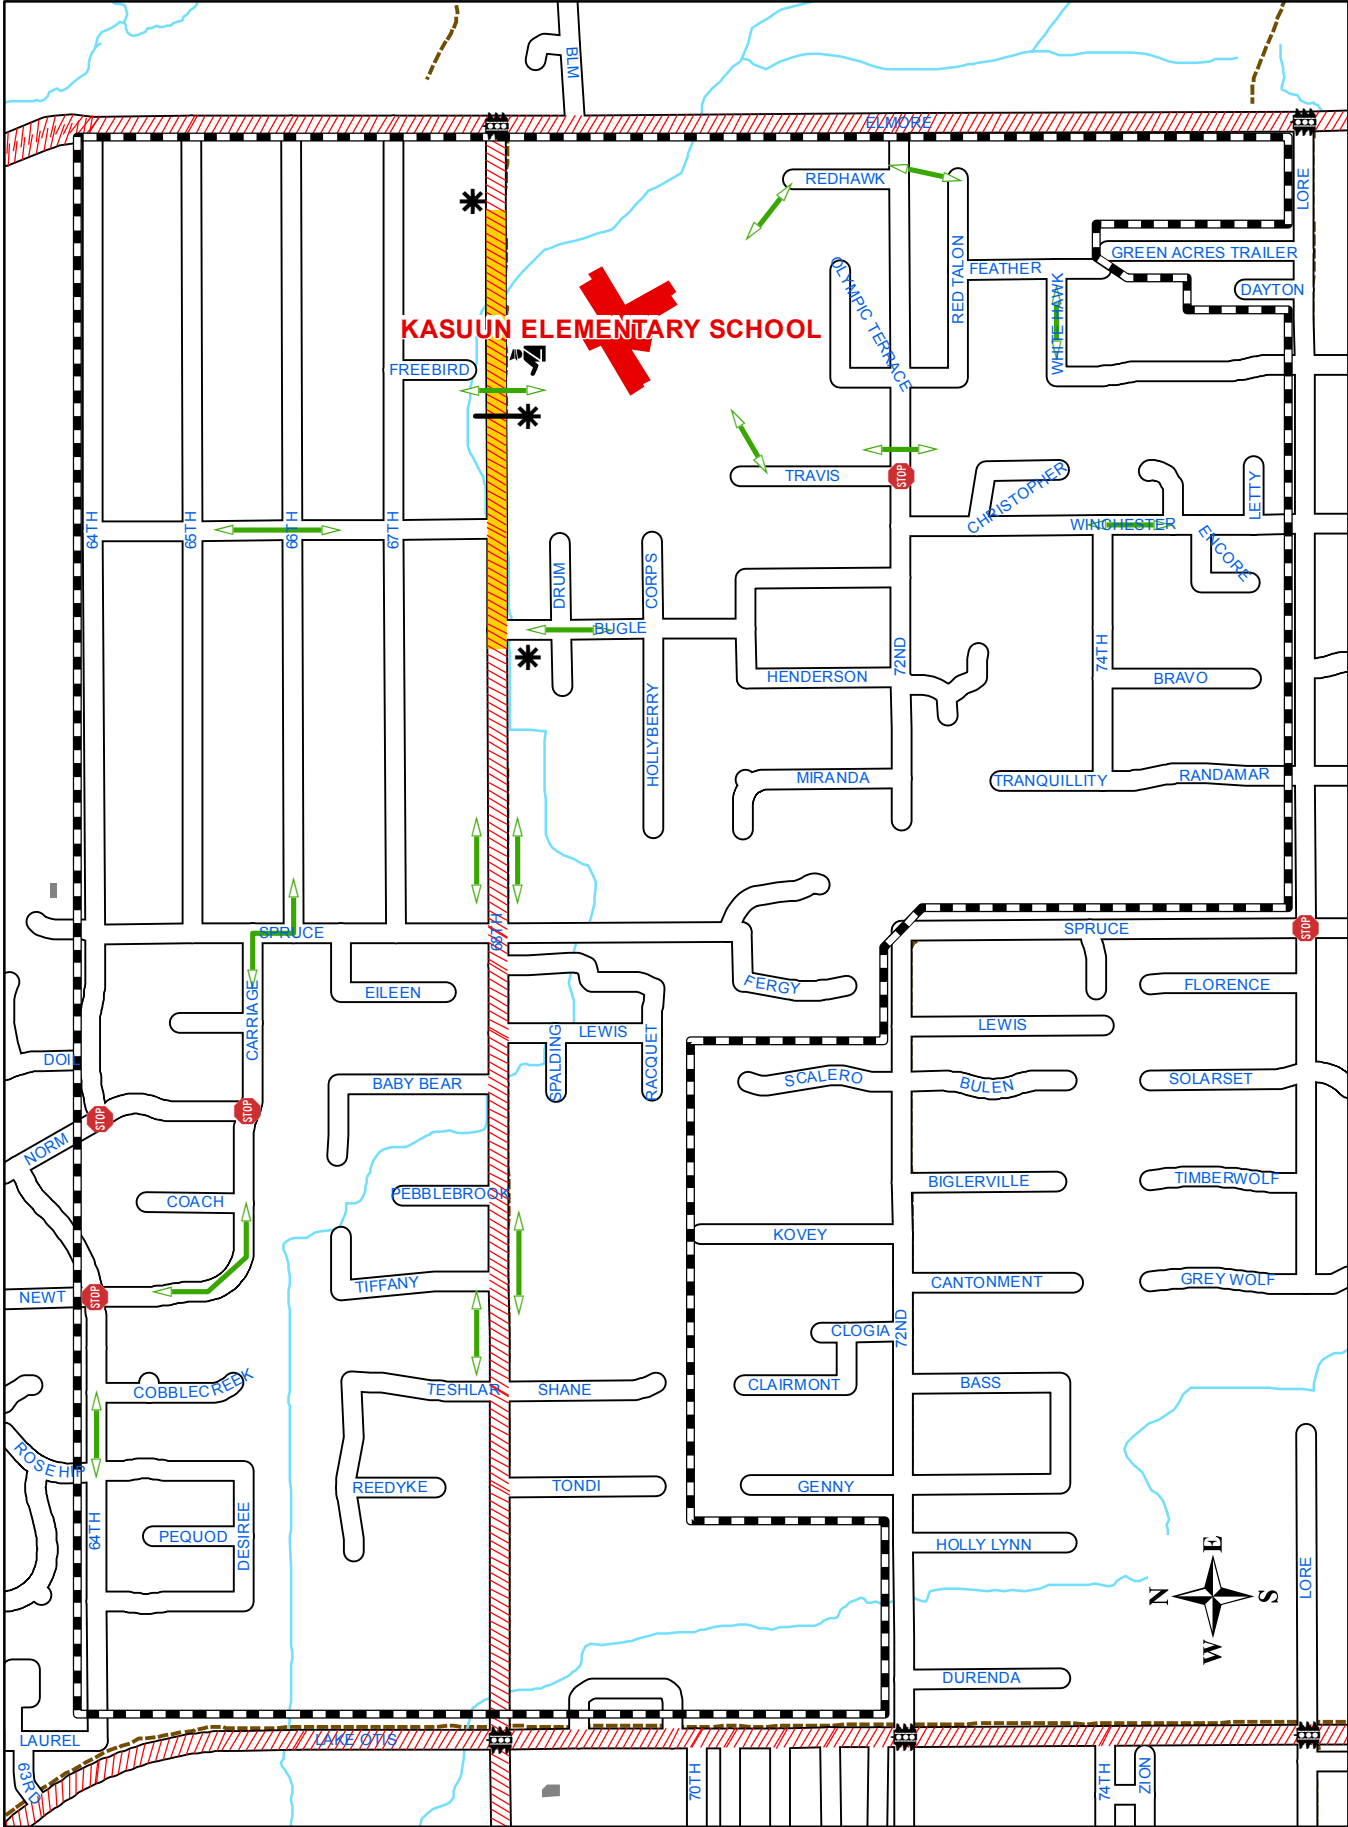 BLM
ELMORE
REDHAWK
LORE
GREEN ACRES TRAILER
OLYMPIC TERRACE
RED TALON
FEATHER
DAYTON
WHITE HAWK
KASUUN ELEMENTARY SCHOOL
FREEBIRD
TRAVIS
STOP
CHRISTOPHER
LETTY
64TH
65TH
66TH
67TH
WINCHESTER
ENCORE
DRUM
CORPS
BUGLE
72ND
74TH
HENDERSON
BRAVO
HOLLYBERRY
MIRANDA
TRANQUILLITY
RANDAMAR
SPRUCE
68TH
SPRUCE
STOP
EILEEN
FERGY
FLORENCE
CARRIAGE
LEWIS
LEWIS
DOIL
SPALDING
RACQUET
BABY BEAR
SCALERO
BULEN
SOLARSET
STOP
STOP
NORM
COACH
PEBBLEBROOK
BIGLERVILLE
TIMBERWOLF
KOVEY
TIFFANY
CANTONMENT
GREY WOLF
NEWT
STOP
CLOGIA
72ND
COBBLECREEK
TESHLAR
SHANE
CLAIRMONT
BASS
ROSEHIP
REEDYKE
TONDI
GENNY
64TH
PEQUOD
DESIREE
HOLLY LYNN
N
E
S
W
LORE
DURENDA
LAUREL
LAKE OTIS
63RD
70TH
74TH
ZION